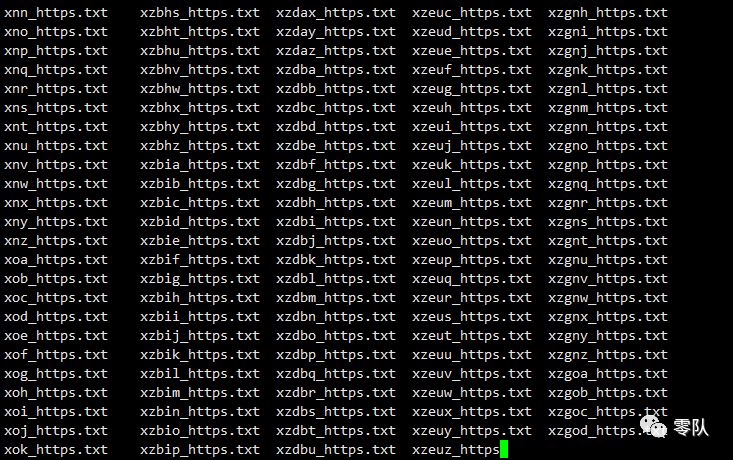 xnn_https.txt xzbhs_https.txt xzdax_https.txt xzeuc_https.txt xzgnh_https.txt
xno_https.txt xzbht_https.txt xzday_https.txt xzeud_https.txt xzgni_https.txt
xnp_https.txt xzbhu_https.txt xzdaz_https.txt xzeue_https.txt xzgnj_https.txt
xnq_https.txt xzbhv_https.txt xzdba_https.txt xzeuf_https.txt xzgnk_https.txt
xnr_https.txt xzbhw_https.txt xzdbb_https.txt xzeug_https.txt xzgnl_https.txt
xns_https.txt xzbhx_https.txt xzdbc_https.txt xzeuh_https.txt xzgnm_https.txt
xnt_https.txt xzbhy_https.txt xzdbd_https.txt xzeui_https.txt xzgnn_https.txt
xnu_https.txt xzbhz_https.txt xzdbe_https.txt xzeuj_https.txt xzgno_https.txt
xnv_https.txt xzbia_https.txt xzdbf_https.txt xzeuk_https.txt xzgnp_https.txt
xnw_https.txt xzbib_https.txt xzdbg_https.txt xzeul_https.txt xzgnq_https.txt
xnx_https.txt xzbic_https.txt xzdbh_https.txt xzeum_https.txt xzgnr_https.txt
xny_https.txt xzbid_https.txt xzdbi_https.txt xzeun_https.txt xzgns_https.txt
xnz_https.txt xzbie_https.txt xzdbj_https.txt xzeuo_https.txt xzgnt_https.txt
xoa_https.txt xzbif_https.txt xzdbk_https.txt xzeup_https.txt xzgnu_https.txt
xob_https.txt xzbig_https.txt xzdbl_https.txt xzeuq_https.txt xzgnv_https.txt
xoc_https.txt xzbih_https.txt xzdbm_https.txt xzeur_https.txt xzgnw_https.txt
xod_https.txt xzbii_https.txt xzdbn_https.txt xzeus_https.txt xzgnx_https.txt
xoe_https.txt xzbij_https.txt xzdbo_https.txt xzeut_https.txt xzgny_https.txt
xof_https.txt xzbik_https.txt xzdbp_https.txt xzeuu_https.txt xzgnz_https.txt
xog_https.txt xzbil_https.txt xzdbq_https.txt xzeuv_https.txt xzgoa_https.txt
xoh_https.txt xzbim_https.txt xzdbr_https.txt xzeuw_https.txt xzgob_https.txt
xoi_https.txt xzbin_https.txt xzdbs_https.txt xzeux_https.txt xzgoc_https.txt
xoj_https.txt xzbio_https.txt xzdbt_https.txt xzeuy_https.txt xzgod_https.txt
xok_https.txt xzbip_https.txt xzdbu_https.txt xzeuz_https
零队